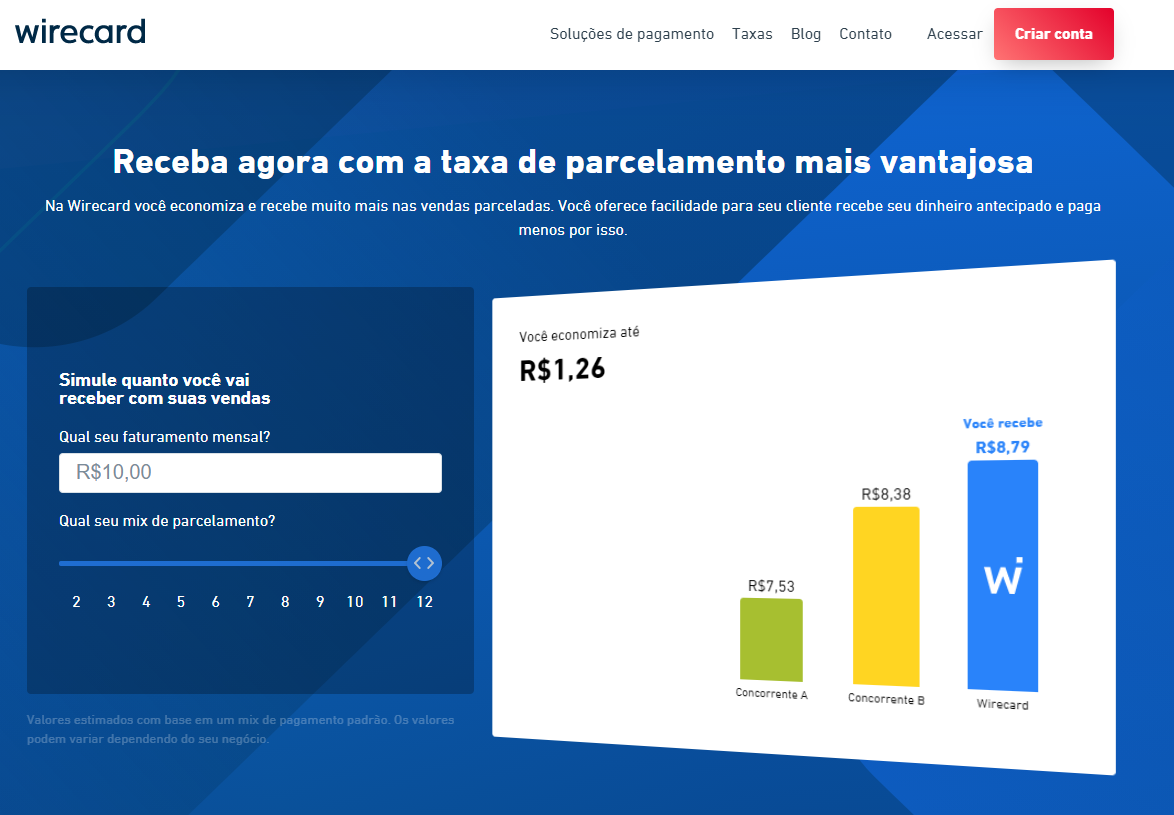 wirecard
Soluções de pagamento Taxas Blog Contato Acessar Criar conta
Receba agora com a taxa de parcelamento mais vantajosa
Na Wirecard você economiza e recebe muito mais nas vendas parceladas. Você oferece facilidade para seu cliente recebe seu dinheiro antecipado e paga
menos por isso.
Simule quanto você vai
receber com suas vendas
Qual seu faturamento mensal?
R$10,00
Qual seu mix de parcelamento?
2 3 4 5 6 7 8 9 10 11 12
Valores estimados com base em um mix de pagamento padrão. Os valores
podem variar dependendo do seu negócio.
Você economiza até
R$1,26
Você recebe
R$8,79
R$8,38
R$7,53
w
Concorrente A Concorrente B Wirecard